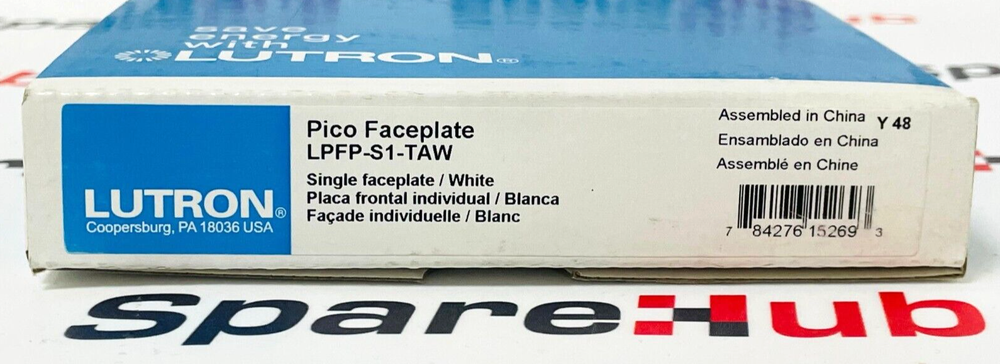 save
energy
with
LUTRON®
LUTRON®
Coopersburg, PA 18036 USA
Pico Faceplate
LPFP-S1-TAW
Single faceplate / White
Placa frontal individual / Blanca
Façade individuelle / Blanc
Assembled in China Y 48
Ensamblado en China
Assemblé en Chine
7 84276 15269 3
SpareHub